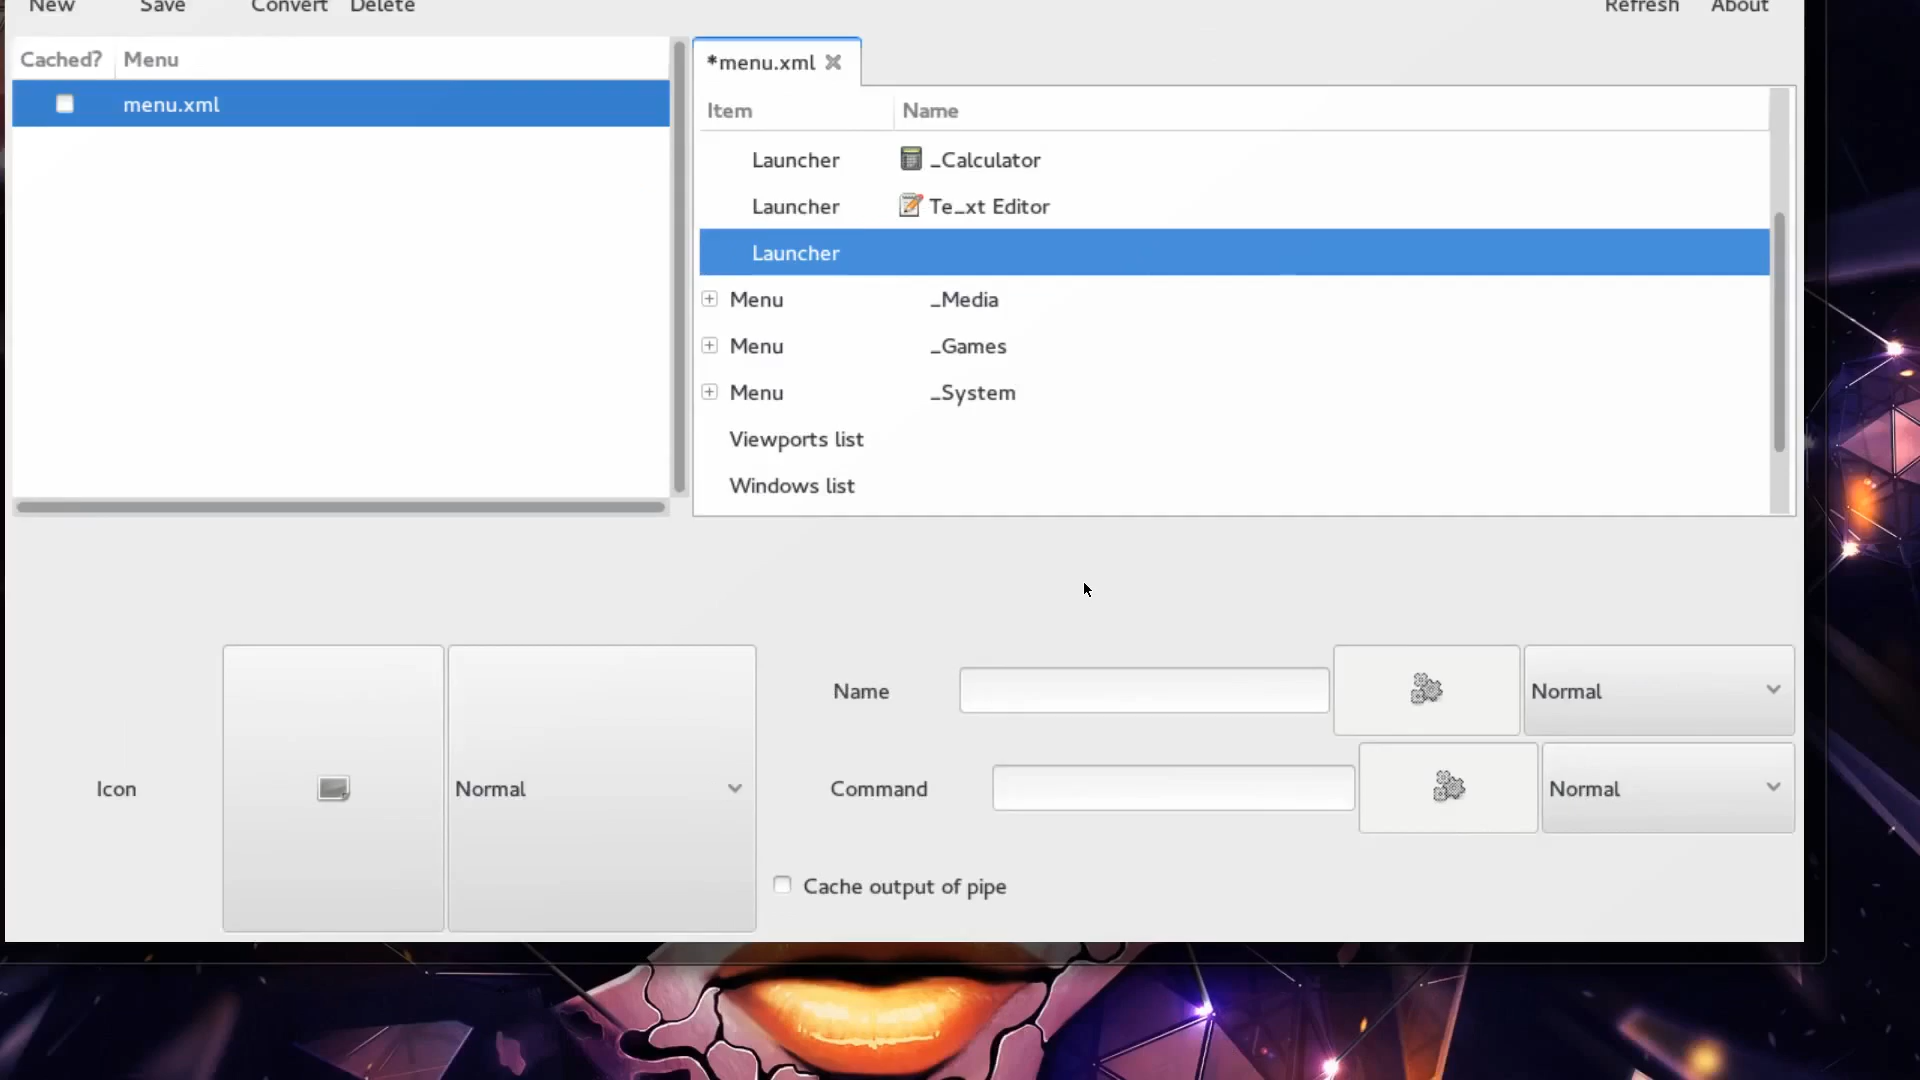 New Save Convert Delete Refresh About
Cached? Menu
menu.xml
*menu.xml
Item Name
Launcher _Calculator
Launcher Te_xt Editor
Launcher
Menu _Media
Menu _Games
Menu _System
Viewports list
Windows list
Icon Normal
Name Normal
Command Normal
Cache output of pipe